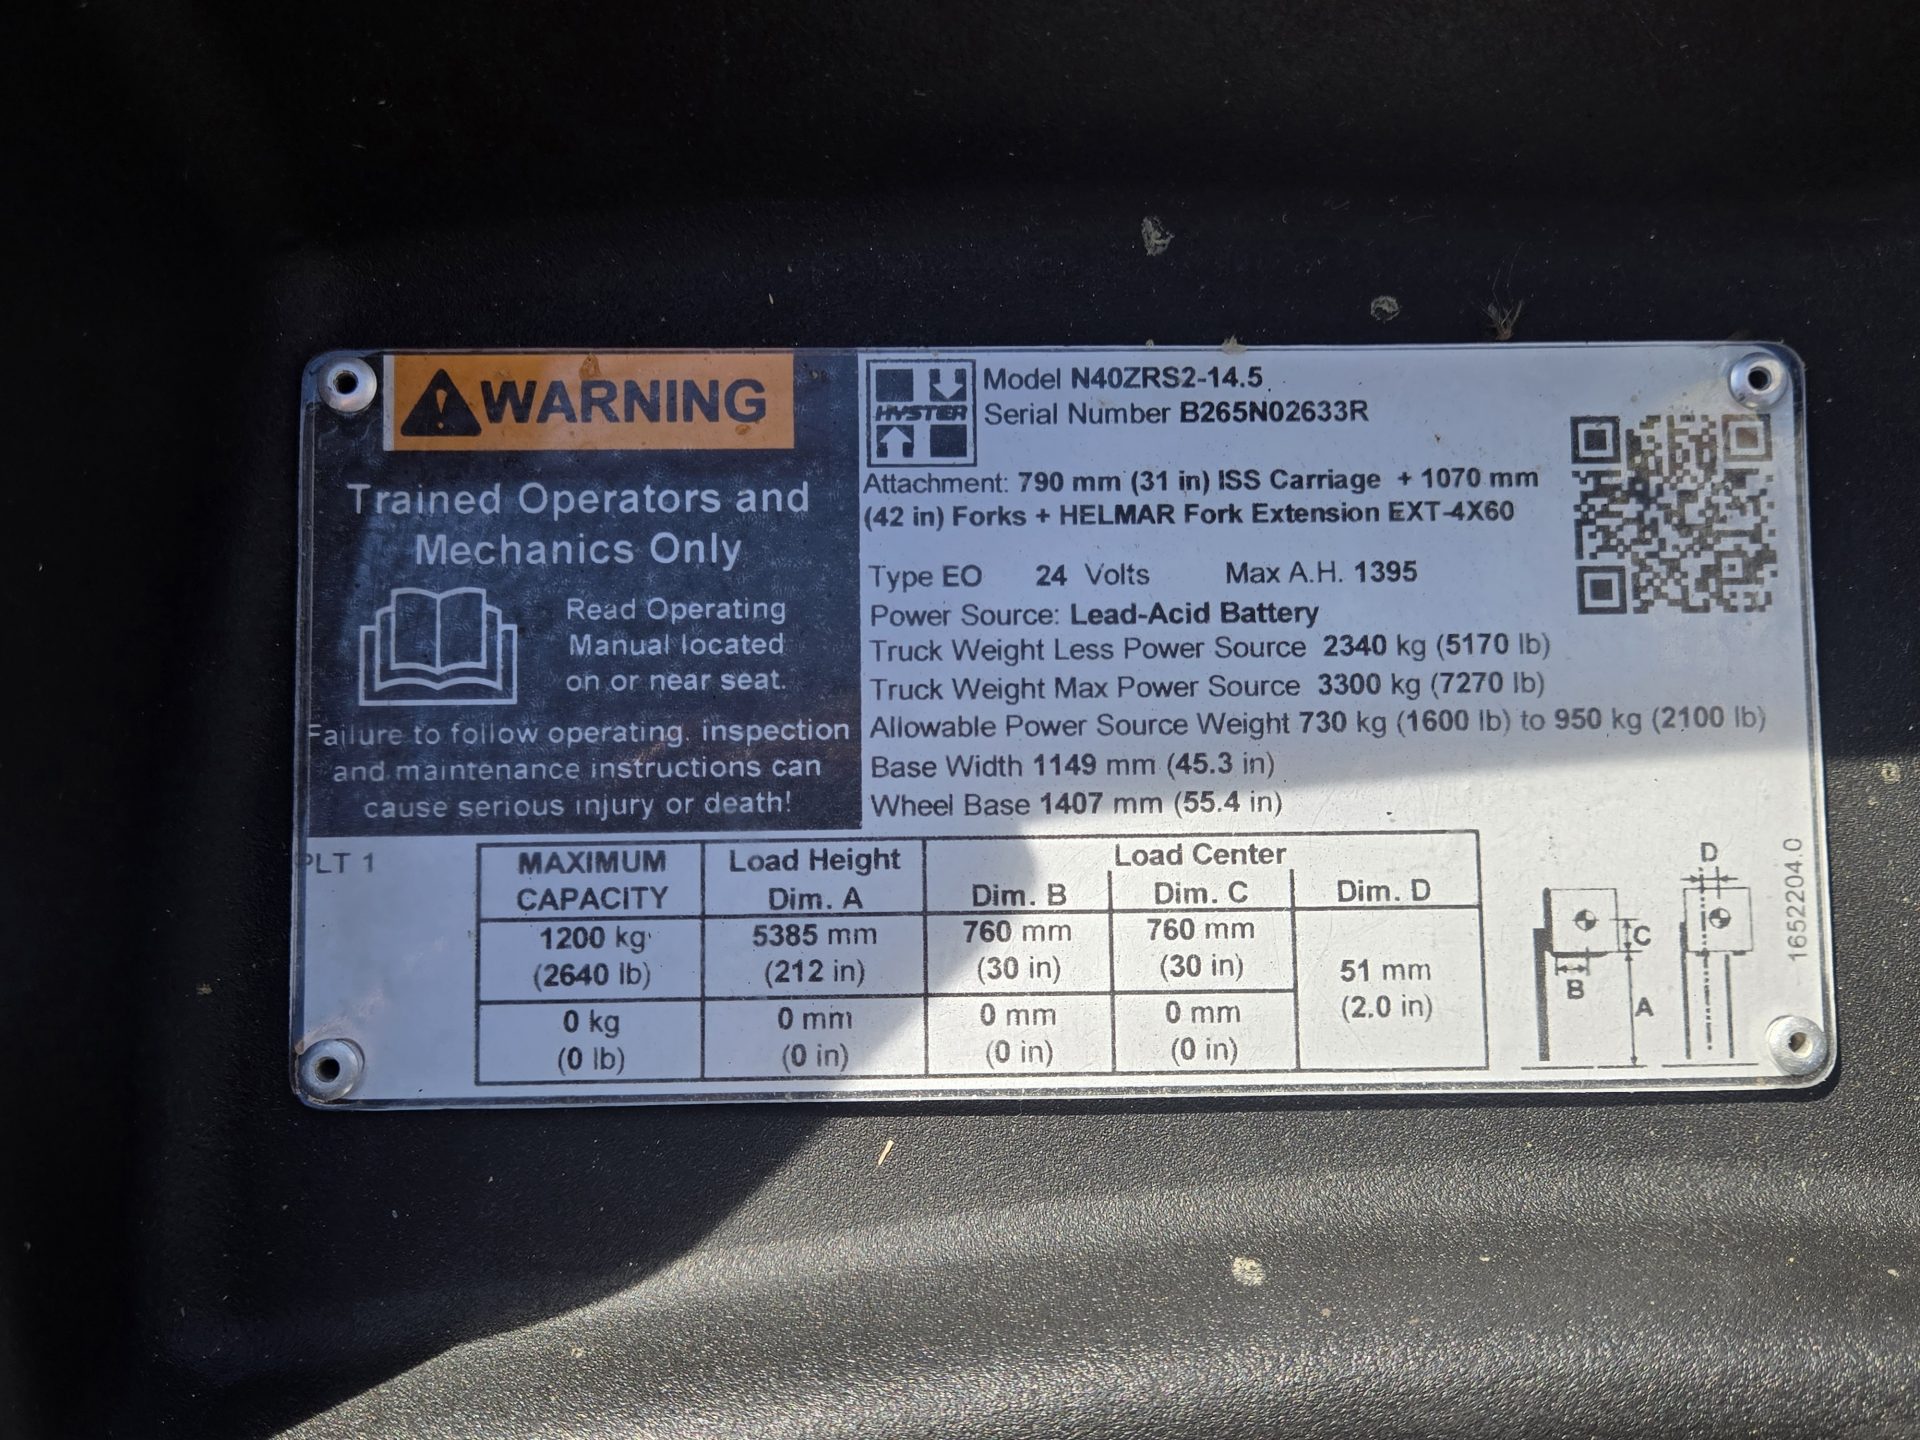 WARNING
Trained Operators and
Mechanics Only
Read Operating
Manual located
on or near seat.
Failure to follow operating, inspection
and maintenance instructions can
cause serious injury or death!
HYSTER
Model N40ZRS2-14.5
Serial Number B265N02633R
Attachment: 790 mm (31 in) ISS Carriage + 1070 mm
(42 in) Forks + HELMAR Fork Extension EXT-4X60
Type EO 24 Volts Max A.H. 1395
Power Source: Lead-Acid Battery
Truck Weight Less Power Source 2340 kg (5170 lb)
Truck Weight Max Power Source 3300 kg (7270 lb)
Allowable Power Source Weight 730 kg (1600 lb) to 950 kg (2100 lb)
Base Width 1149 mm (45.3 in)
Wheel Base 1407 mm (55.4 in)
PLT 1
MAXIMUM Load Height Load Center
CAPACITY Dim. A Dim. B Dim. C Dim. D
1200 kg 5385 mm 760 mm 760 mm
(2640 lb) (212 in) (30 in) (30 in) 51 mm
0 kg 0 mm 0 mm 0 mm (2.0 in)
(0 lb) (0 in) (0 in) (0 in)
D
C
B
A
1652204.0